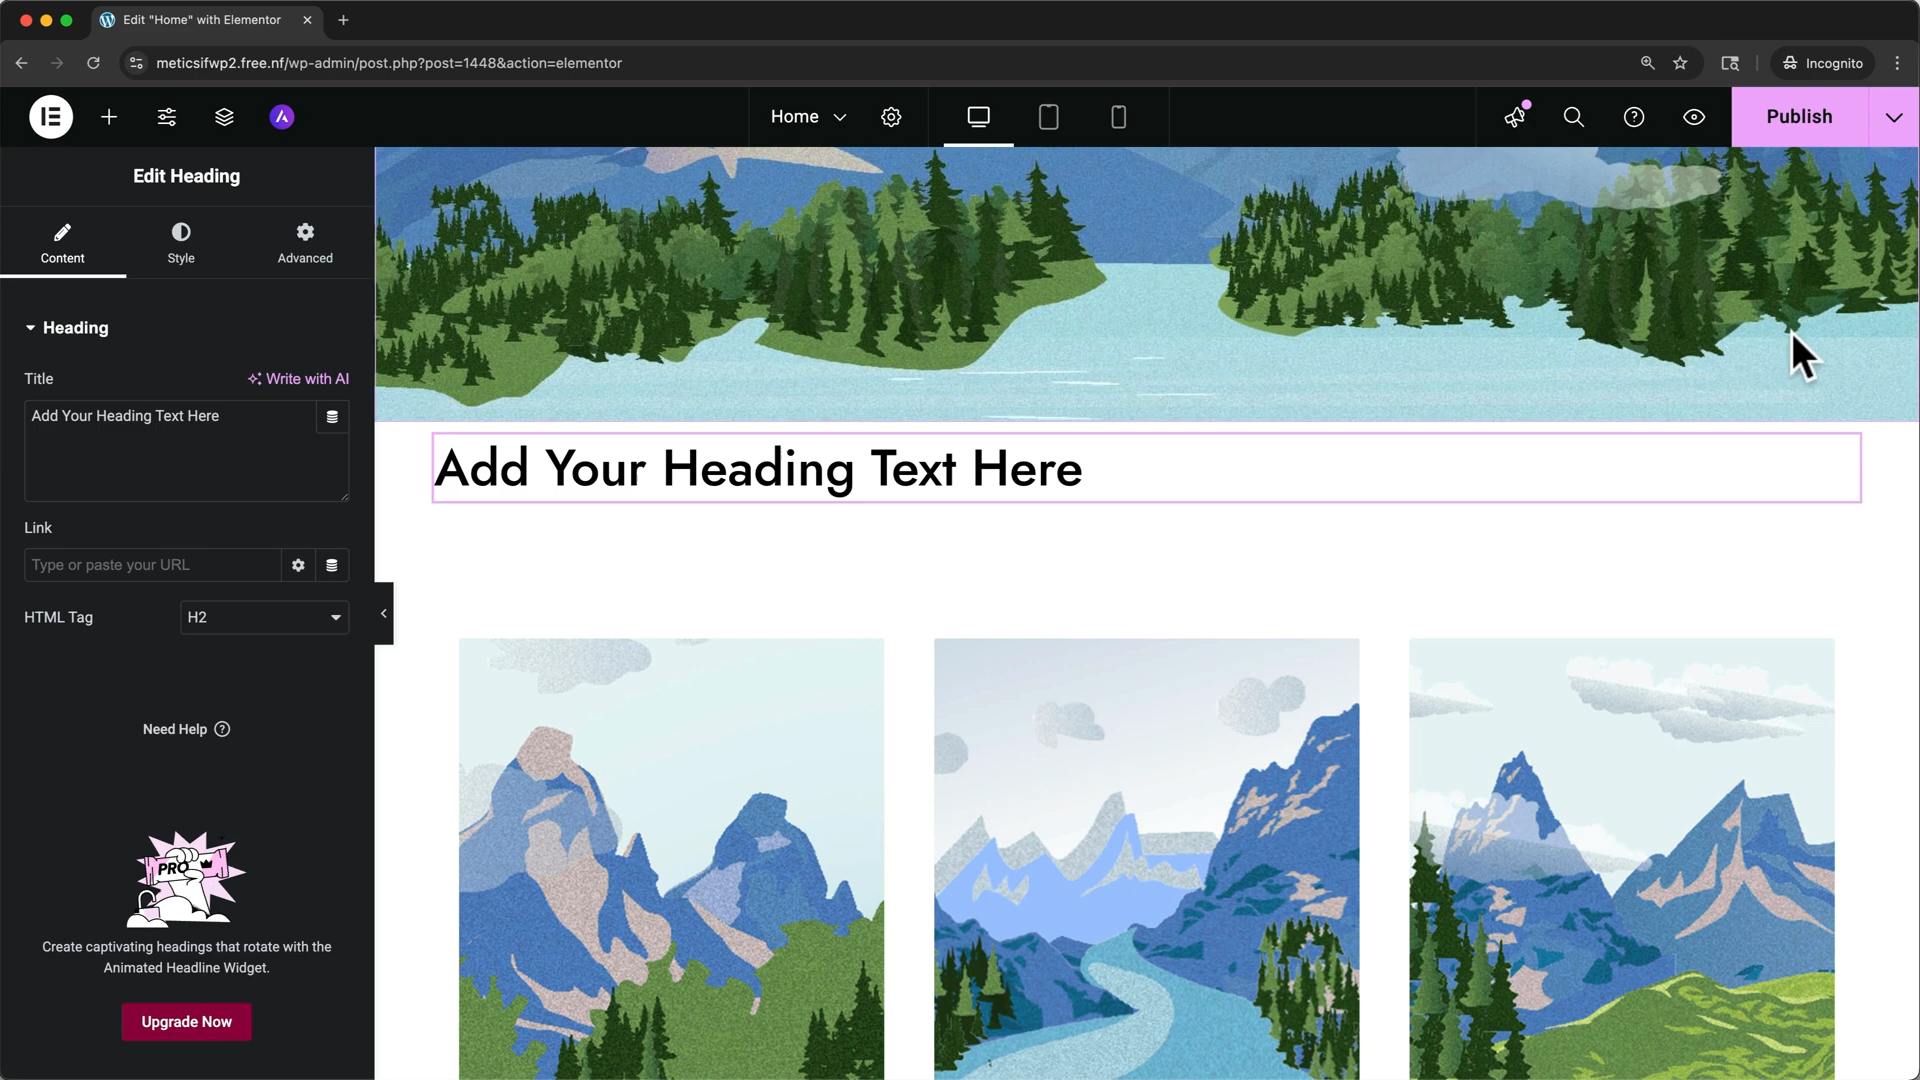 Edit "Home" with Elementor
meticsifwp2.free.nf/wp-admin/post.php?post=1448&action=elementor
Incognito
Home
Publish
Edit Heading
Content
Style
Advanced
Heading
Title
Write with AI
Add Your Heading Text Here
Link
Type or paste your URL
HTML Tag
H2
Need Help
PRO
Create captivating headings that rotate with the
Animated Headline Widget.
Upgrade Now
Add Your Heading Text Here